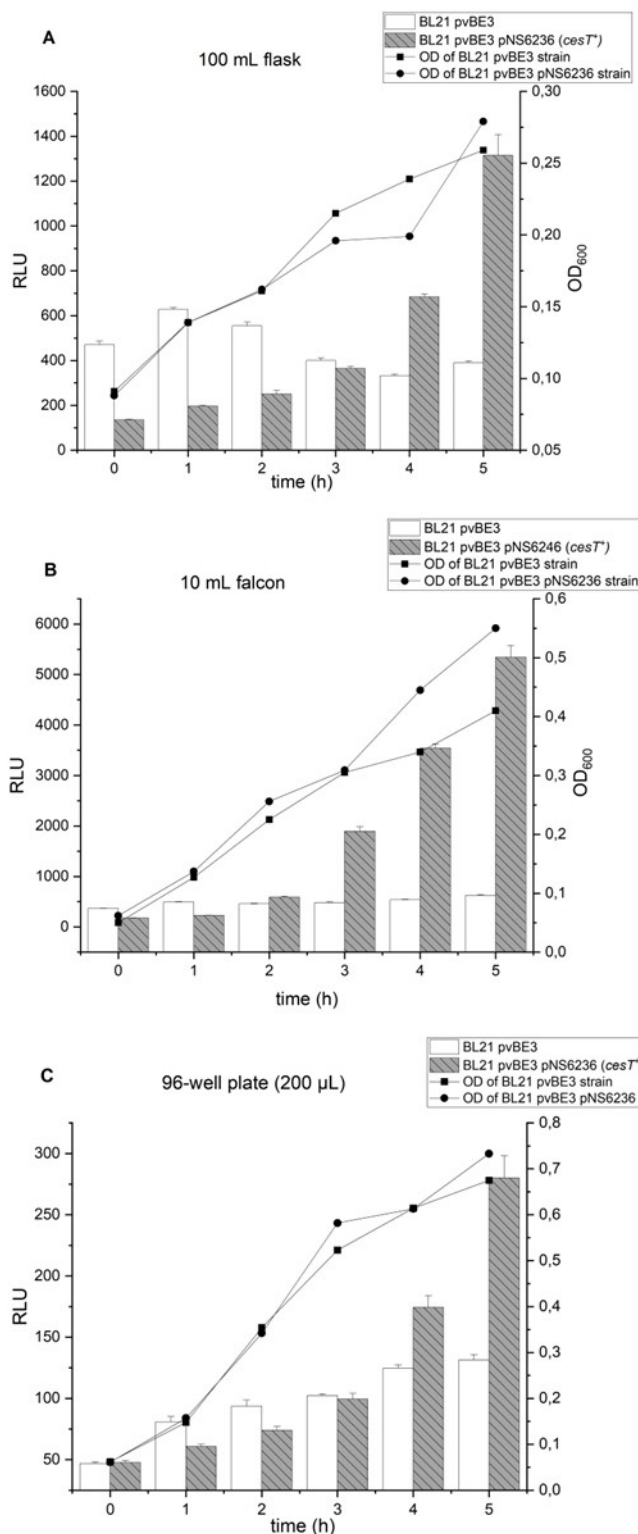 A
100 mL flask
BL21 pvBE3
BL21 pvBE3 pNS6236 (cesT⁺)
OD of BL21 pvBE3 strain
OD of BL21 pvBE3 pNS6236 strain
1600
1400
1200
1000
800
600
400
200
0
RLU
0,30
0,25
0,20
0,15
0,10
0,05
OD₆₀₀
0 1 2 3 4 5
time (h)
B
10 mL falcon
BL21 pvBE3
BL21 pvBE3 pNS6246 (cesT⁺)
OD of BL21 pvBE3 strain
OD of BL21 pvBE3 pNS6236 strain
6000
5000
4000
3000
2000
1000
0
RLU
0,6
0,5
0,4
0,3
0,2
0,1
0,0
OD₆₀₀
0 1 2 3 4 5
time (h)
C
96-well plate (200 µL)
BL21 pvBE3
BL21 pvBE3 pNS6236 (cesT⁺
OD of BL21 pvBE3 strain
OD of BL21 pvBE3 pNS6236
300
250
200
150
100
50
RLU
0,8
0,7
0,6
0,5
0,4
0,3
0,2
0,1
0,0
OD₆₀₀
0 1 2 3 4 5
time (h)